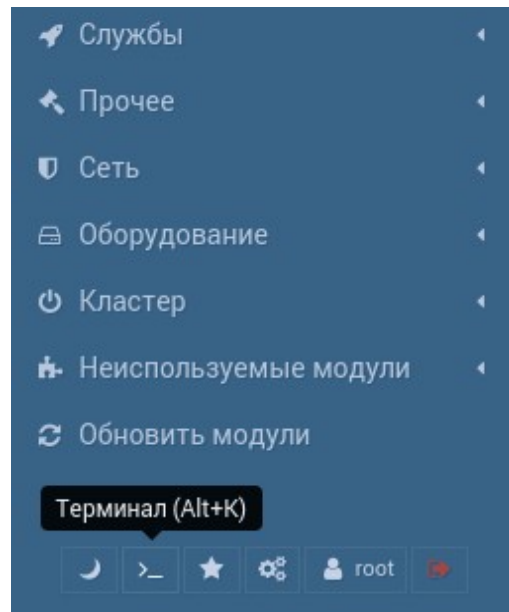 Службы
Прочее
Сеть
Оборудование
Кластер
Неиспользуемые модули
Обновить модули
Терминал (Alt+K)
>_ root